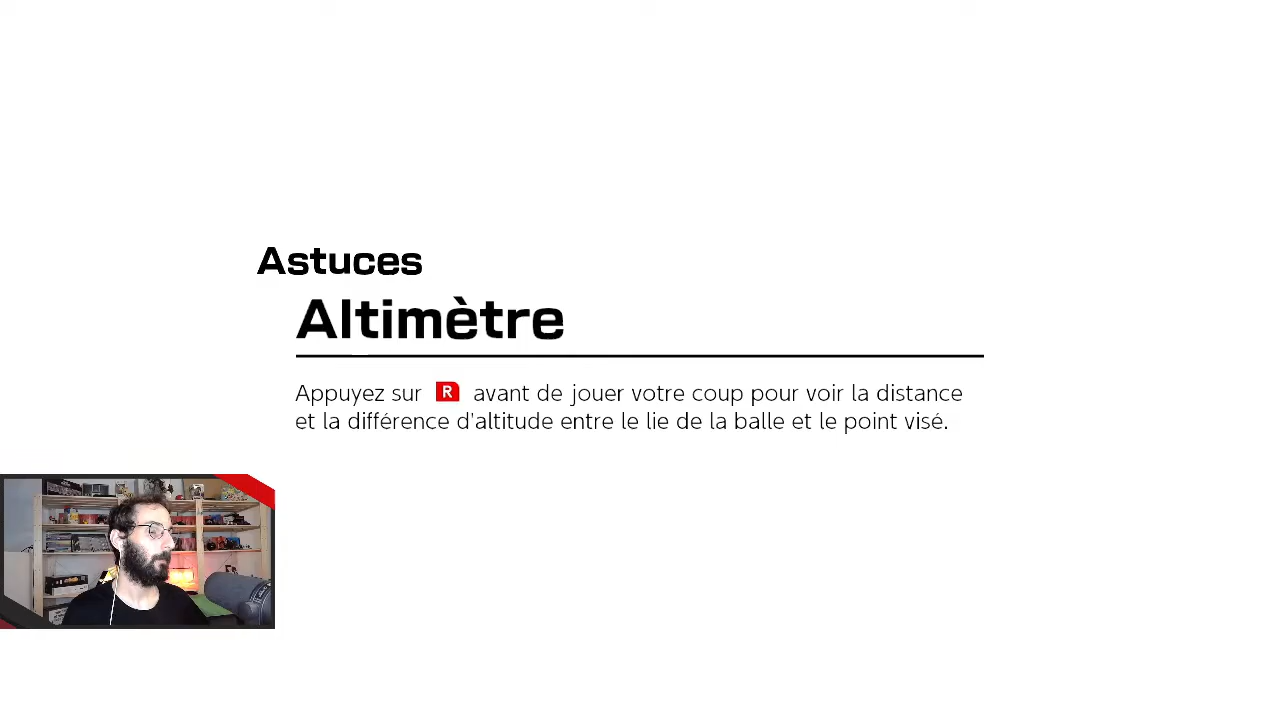 Astuces
Altimètre
Appuyez sur R avant de jouer votre coup pour voir la distance
et la différence d'altitude entre le lie de la balle et le point visé.